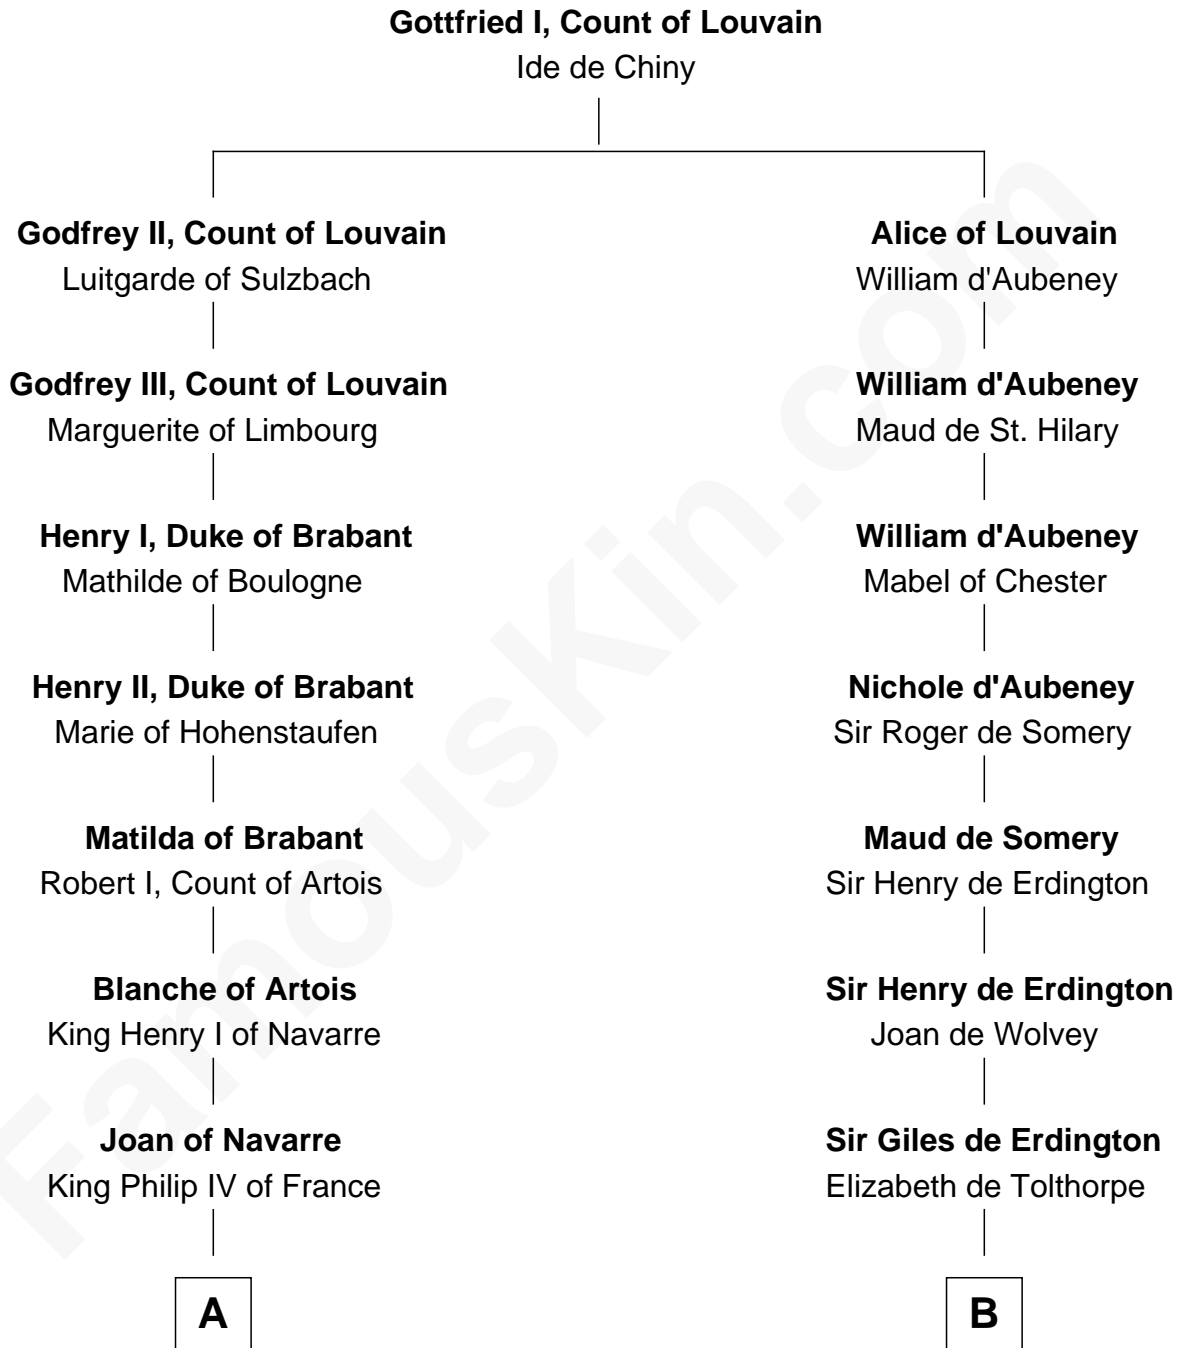 Gottfried I, Count of Louvain
Ide de Chiny
Godfrey II, Count of Louvain
Luitgarde of Sulzbach
Alice of Louvain
William d'Aubeney
Godfrey III, Count of Louvain
Marguerite of Limbourg
William d'Aubeney
Maud de St. Hilary
Henry I, Duke of Brabant
Mathilde of Boulogne
William d'Aubeney
Mabel of Chester
Henry II, Duke of Brabant
Marie of Hohenstaufen
Nichole d'Aubeney
Sir Roger de Somery
Matilda of Brabant
Robert I, Count of Artois
Maud de Somery
Sir Henry de Erdington
Blanche of Artois
King Henry I of Navarre
Sir Henry de Erdington
Joan de Wolvey
Joan of Navarre
King Philip IV of France
Sir Giles de Erdington
Elizabeth de Tolthorpe
A
B
FamousKin.com